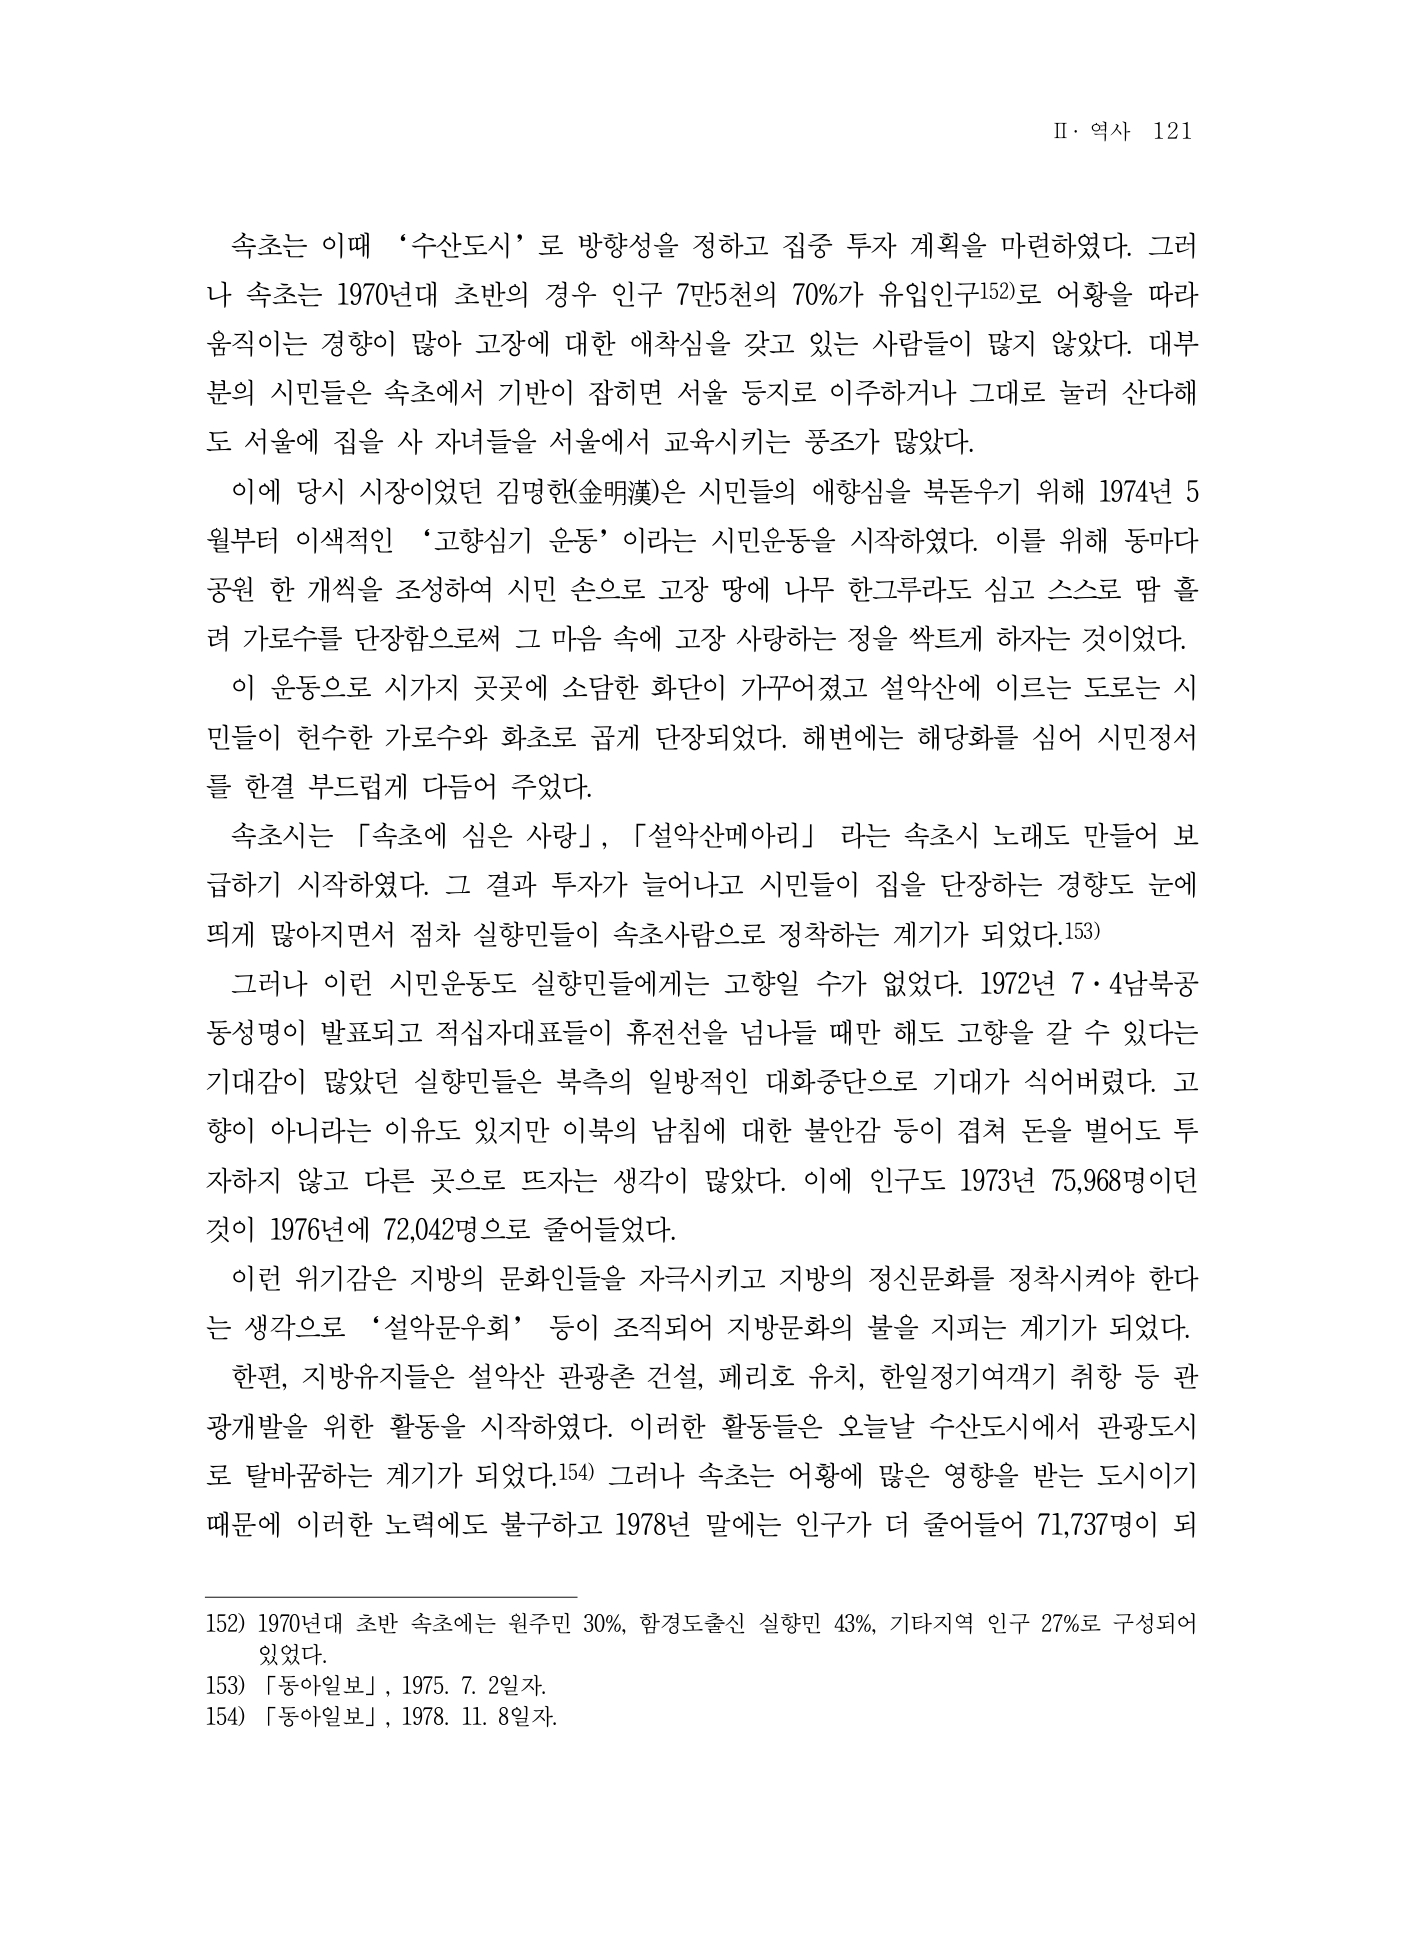 Ⅱ· 역사 121
속초는 이때 ‘수산도시’로 방향성을 정하고 집중 투자 계획을 마련하였다. 그러
나 속초는 1970년대 초반의 경우 인구 7만5천의 70%가 유입인구152)로 어황을 따라
움직이는 경향이 많아 고장에 대한 애착심을 갖고 있는 사람들이 많지 않았다. 대부
분의 시민들은 속초에서 기반이 잡히면 서울 등지로 이주하거나 그대로 눌러 산다해
도 서울에 집을 사 자녀들을 서울에서 교육시키는 풍조가 많았다.
이에 당시 시장이었던 김명한(金明漢)은 시민들의 애향심을 북돋우기 위해 1974년 5
월부터 이색적인 ‘고향심기 운동’이라는 시민운동을 시작하였다. 이를 위해 동마다
공원 한 개씩을 조성하여 시민 손으로 고장 땅에 나무 한그루라도 심고 스스로 땀 흘
려 가로수를 단장함으로써 그 마음 속에 고장 사랑하는 정을 싹트게 하자는 것이었다.
이 운동으로 시가지 곳곳에 소담한 화단이 가꾸어졌고 설악산에 이르는 도로는 시
민들이 헌수한 가로수와 화초로 곱게 단장되었다. 해변에는 해당화를 심어 시민정서
를 한결 부드럽게 다듬어 주었다.
속초시는 「속초에 심은 사랑」, 「설악산메아리」 라는 속초시 노래도 만들어 보
급하기 시작하였다. 그 결과 투자가 늘어나고 시민들이 집을 단장하는 경향도 눈에
띄게 많아지면서 점차 실향민들이 속초사람으로 정착하는 계기가 되었다.153)
그러나 이런 시민운동도 실향민들에게는 고향일 수가 없었다. 1972년 7·4남북공
동성명이 발표되고 적십자대표들이 휴전선을 넘나들 때만 해도 고향을 갈 수 있다는
기대감이 많았던 실향민들은 북측의 일방적인 대화중단으로 기대가 식어버렸다. 고
향이 아니라는 이유도 있지만 이북의 남침에 대한 불안감 등이 겹쳐 돈을 벌어도 투
자하지 않고 다른 곳으로 뜨자는 생각이 많았다. 이에 인구도 1973년 75,968명이던
것이 1976년에 72,042명으로 줄어들었다.
이런 위기감은 지방의 문화인들을 자극시키고 지방의 정신문화를 정착시켜야 한다
는 생각으로 ‘설악문우회’ 등이 조직되어 지방문화의 불을 지피는 계기가 되었다.
한편, 지방유지들은 설악산 관광촌 건설, 페리호 유치, 한일정기여객기 취항 등 관
광개발을 위한 활동을 시작하였다. 이러한 활동들은 오늘날 수산도시에서 관광도시
로 탈바꿈하는 계기가 되었다.154) 그러나 속초는 어황에 많은 영향을 받는 도시이기
때문에 이러한 노력에도 불구하고 1978년 말에는 인구가 더 줄어들어 71,737명이 되
152) 1970년대 초반 속초에는 원주민 30%, 함경도출신 실향민 43%, 기타지역 인구 27%로 구성되어
있었다.
153) 「동아일보」, 1975. 7. 2일자.
154) 「동아일보」, 1978. 11. 8일자.